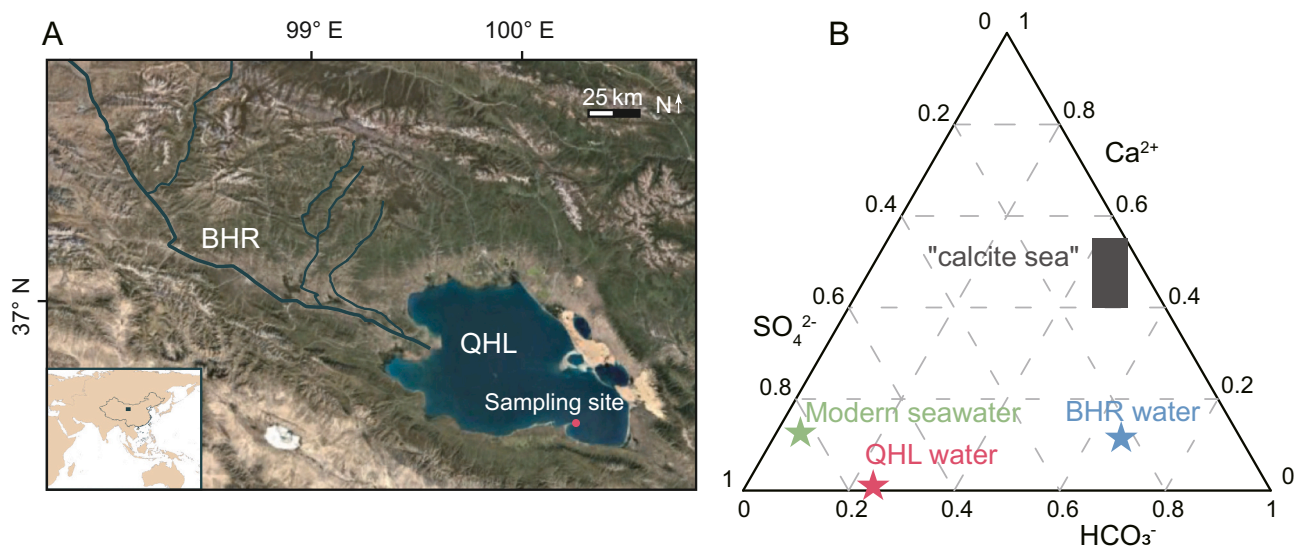 A
99° E
100° E
25 km
N↑
BHR
37° N
QHL
Sampling site
B
0
1
0.2
0.8
Ca²⁺
0.4
0.6
"calcite sea"
0.6
0.4
SO₄²⁻
0.8
0.2
Modern seawater
BHR water
QHL water
1
0
0
0.2
0.4
0.6
0.8
1
HCO₃⁻